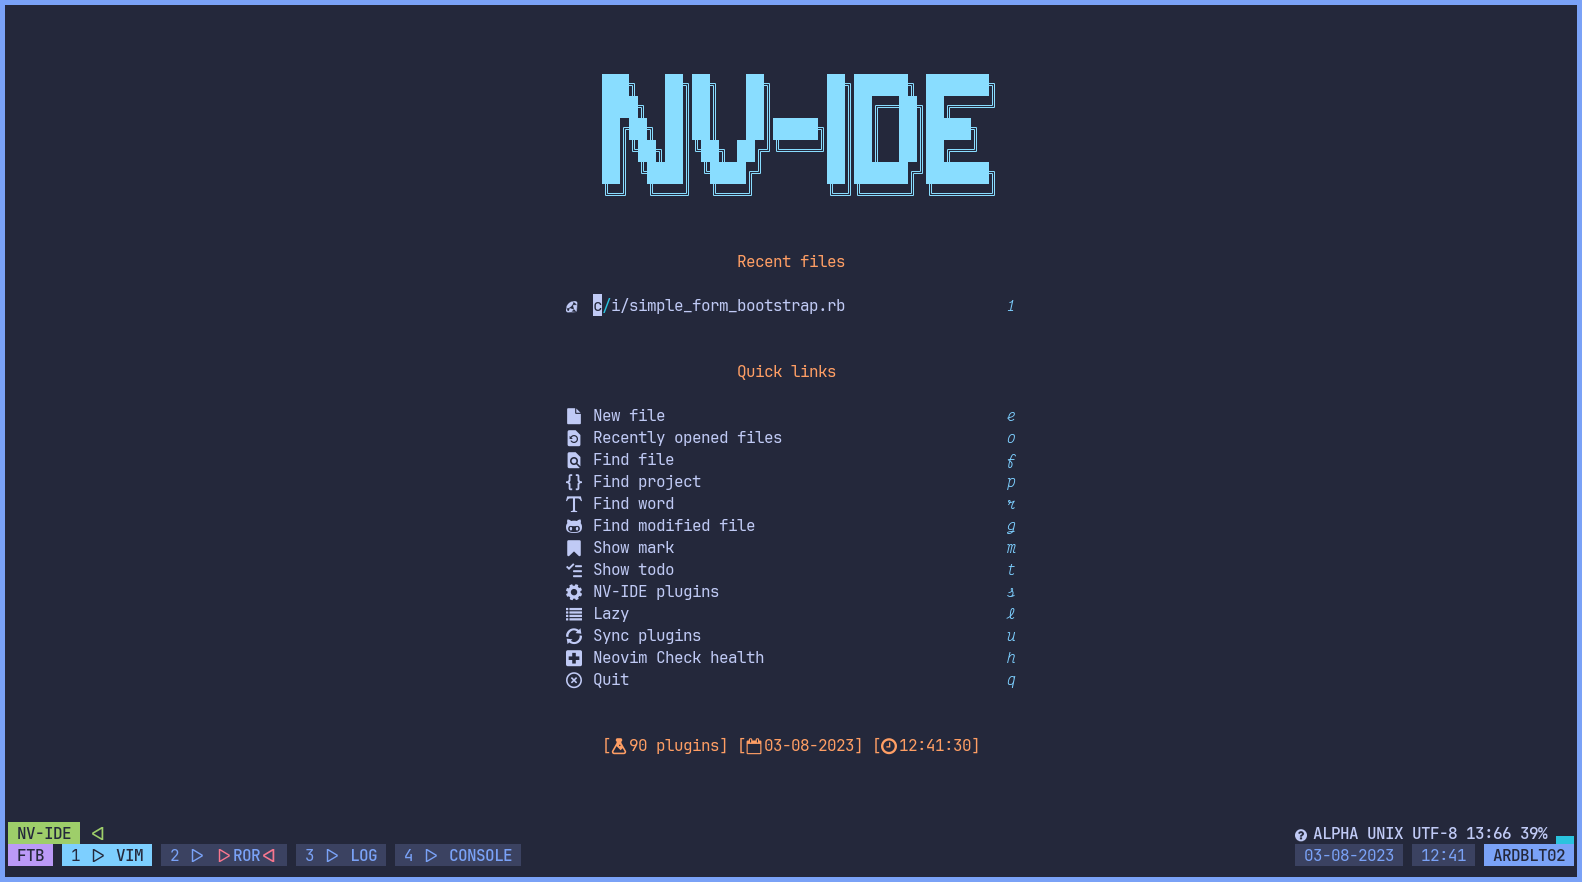 NV-IDE
Recent files
c/i/simple_form_bootstrap.rb 1
Quick links
New file e
Recently opened files o
Find file f
Find project p
Find word r
Find modified file g
Show mark m
Show todo t
NV-IDE plugins s
Lazy l
Sync plugins u
Neovim Check health h
Quit q
[90 plugins] [03-08-2023] [12:41:30]
NV-IDE ALPHA UNIX UTF-8 13:66 39%
FTB 1 VIM 2 ROR 3 LOG 4 CONSOLE 03-08-2023 12:41 ARDBLT02